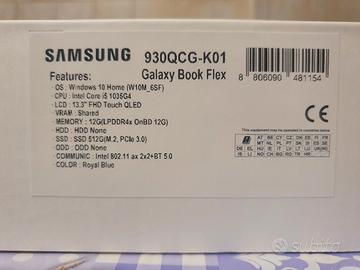 SAMSUNG 930QCG-K01
Features: Galaxy Book Flex
8 806090 481154
- OS : Windows 10 Home (W10M_6SF)
- CPU : Intel Core i5 1035G4
- LCD : 13.3" FHD Touch QLED
- VRAM : Shared
- MEMORY : 12G(LPDDR4x OnBD 12G)
- HDD : HDD None
- SSD : SSD 512G(M.2, PCIe 3.0)
- ODD : ODD None
- COMMUNIC : Intel 802.11 ax 2x2+BT 5.0
- COLOR : Royal Blue
CE
subito